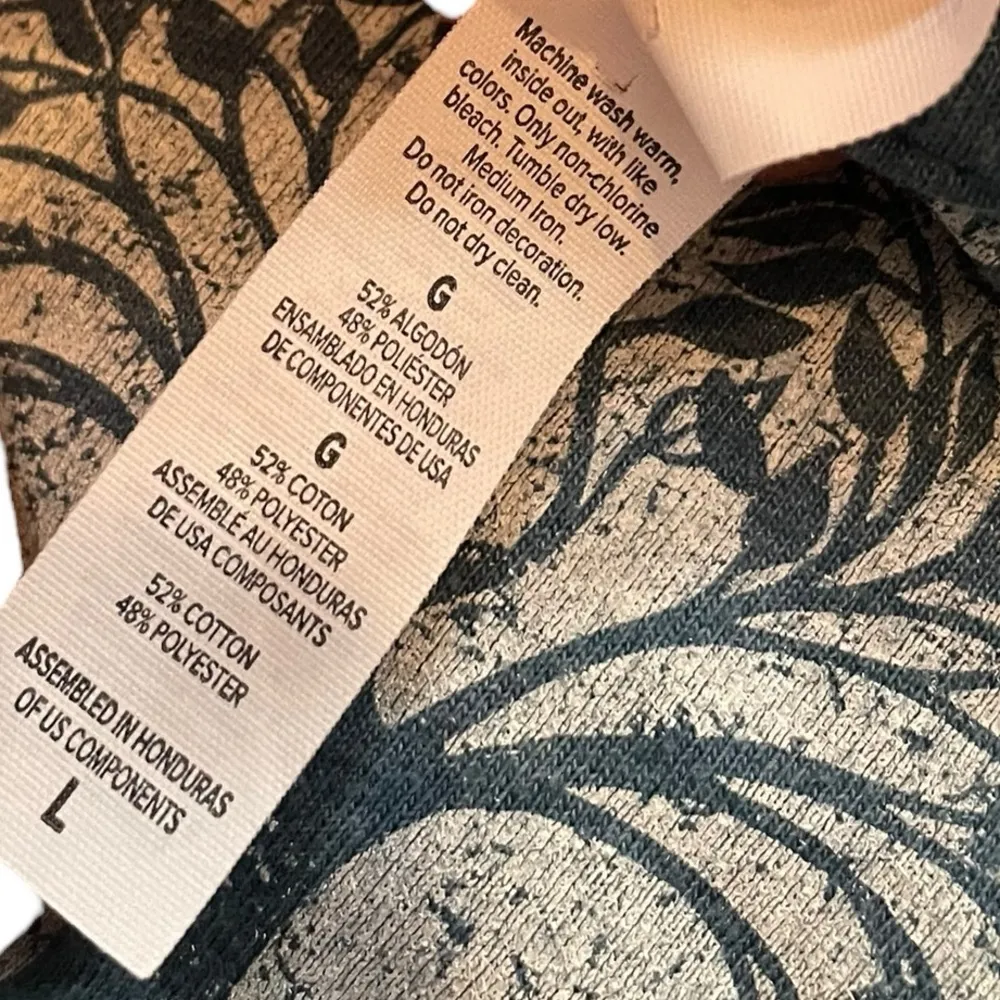 Machine wash warm,
inside out, with like
colors. Only non-chlorine
bleach. Tumble dry low.
Medium Iron.
Do not iron decoration.
Do not dry clean.
G
52% ALGODÓN
48% POLIÉSTER
ENSAMBLADO EN HONDURAS
DE COMPONENTES DE USA
G
52% COTON
48% POLYESTER
ASSEMBLÉ AU HONDURAS
DE USA COMPOSANTS
52% COTTON
48% POLYESTER
ASSEMBLED IN HONDURAS
OF US COMPONENTS
L